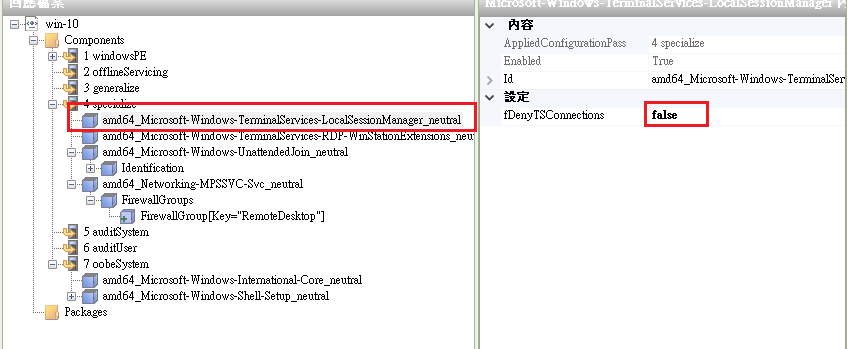 回應檔案
win-10
Components
1 windowsPE
2 offlineServicing
3 generalize
4 specialize
amd64_Microsoft-Windows-TerminalServices-LocalSessionManager_neutral
amd64_Microsoft-Windows-TerminalServices-RDP-WinStationExtensions_neu
amd64_Microsoft-Windows-UnattendedJoin_neutral
Identification
amd64_Networking-MPSSVC-Svc_neutral
FirewallGroups
FirewallGroup[Key="RemoteDesktop"]
5 auditSystem
6 auditUser
7 oobeSystem
amd64_Microsoft-Windows-International-Core_neutral
amd64_Microsoft-Windows-Shell-Setup_neutral
Packages
Microsoft-Windows-TerminalServices-LocalSessionManager
內容
AppliedConfigurationPass 4 specialize
Enabled True
Id amd64_Microsoft-Windows-TerminalSer
設定
fDenyTSConnections false